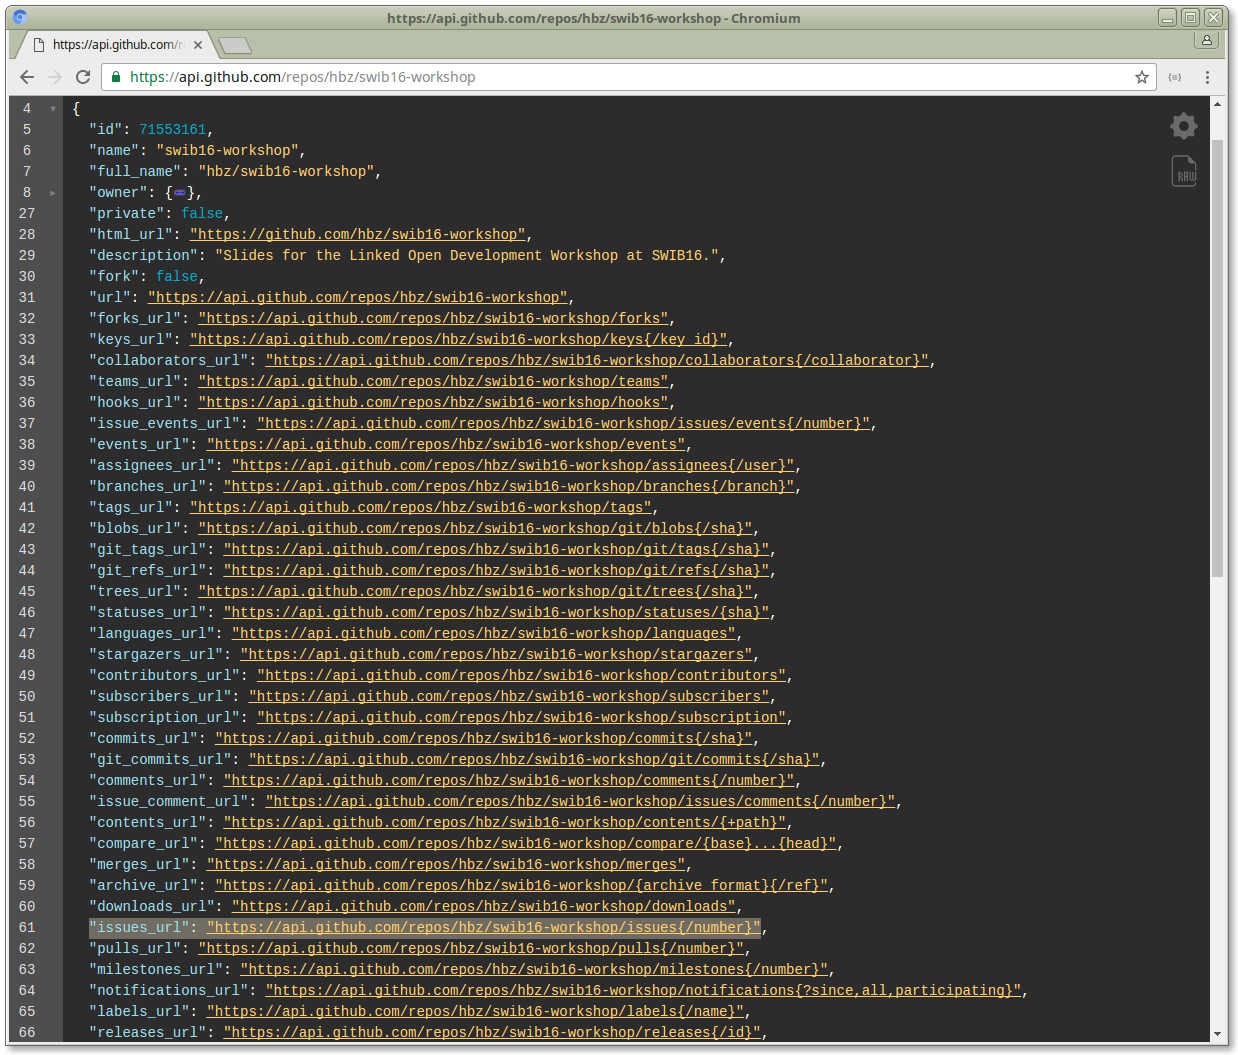 https://api.github.com/repos/hbz/swib16-workshop - Chromium
https://api.github.com/r
https://api.github.com/repos/hbz/swib16-workshop
4 {
5 "id": 71553161,
6 "name": "swib16-workshop",
7 "full_name": "hbz/swib16-workshop",
8 "owner": {},
27 "private": false,
28 "html_url": "https://github.com/hbz/swib16-workshop",
29 "description": "Slides for the Linked Open Development Workshop at SWIB16.",
30 "fork": false,
31 "url": "https://api.github.com/repos/hbz/swib16-workshop",
32 "forks_url": "https://api.github.com/repos/hbz/swib16-workshop/forks",
33 "keys_url": "https://api.github.com/repos/hbz/swib16-workshop/keys{/key_id}",
34 "collaborators_url": "https://api.github.com/repos/hbz/swib16-workshop/collaborators{/collaborator}",
35 "teams_url": "https://api.github.com/repos/hbz/swib16-workshop/teams",
36 "hooks_url": "https://api.github.com/repos/hbz/swib16-workshop/hooks",
37 "issue_events_url": "https://api.github.com/repos/hbz/swib16-workshop/issues/events{/number}",
38 "events_url": "https://api.github.com/repos/hbz/swib16-workshop/events",
39 "assignees_url": "https://api.github.com/repos/hbz/swib16-workshop/assignees{/user}",
40 "branches_url": "https://api.github.com/repos/hbz/swib16-workshop/branches{/branch}",
41 "tags_url": "https://api.github.com/repos/hbz/swib16-workshop/tags",
42 "blobs_url": "https://api.github.com/repos/hbz/swib16-workshop/git/blobs{/sha}",
43 "git_tags_url": "https://api.github.com/repos/hbz/swib16-workshop/git/tags{/sha}",
44 "git_refs_url": "https://api.github.com/repos/hbz/swib16-workshop/git/refs{/sha}",
45 "trees_url": "https://api.github.com/repos/hbz/swib16-workshop/git/trees{/sha}",
46 "statuses_url": "https://api.github.com/repos/hbz/swib16-workshop/statuses/{sha}",
47 "languages_url": "https://api.github.com/repos/hbz/swib16-workshop/languages",
48 "stargazers_url": "https://api.github.com/repos/hbz/swib16-workshop/stargazers",
49 "contributors_url": "https://api.github.com/repos/hbz/swib16-workshop/contributors",
50 "subscribers_url": "https://api.github.com/repos/hbz/swib16-workshop/subscribers",
51 "subscription_url": "https://api.github.com/repos/hbz/swib16-workshop/subscription",
52 "commits_url": "https://api.github.com/repos/hbz/swib16-workshop/commits{/sha}",
53 "git_commits_url": "https://api.github.com/repos/hbz/swib16-workshop/git/commits{/sha}",
54 "comments_url": "https://api.github.com/repos/hbz/swib16-workshop/comments{/number}",
55 "issue_comment_url": "https://api.github.com/repos/hbz/swib16-workshop/issues/comments{/number}",
56 "contents_url": "https://api.github.com/repos/hbz/swib16-workshop/contents/{+path}",
57 "compare_url": "https://api.github.com/repos/hbz/swib16-workshop/compare/{base}...{head}",
58 "merges_url": "https://api.github.com/repos/hbz/swib16-workshop/merges",
59 "archive_url": "https://api.github.com/repos/hbz/swib16-workshop/{archive_format}{/ref}",
60 "downloads_url": "https://api.github.com/repos/hbz/swib16-workshop/downloads",
61 "issues_url": "https://api.github.com/repos/hbz/swib16-workshop/issues{/number}",
62 "pulls_url": "https://api.github.com/repos/hbz/swib16-workshop/pulls{/number}",
63 "milestones_url": "https://api.github.com/repos/hbz/swib16-workshop/milestones{/number}",
64 "notifications_url": "https://api.github.com/repos/hbz/swib16-workshop/notifications{?since,all,participating}",
65 "labels_url": "https://api.github.com/repos/hbz/swib16-workshop/labels{/name}",
66 "releases_url": "https://api.github.com/repos/hbz/swib16-workshop/releases{/id}",
RAW